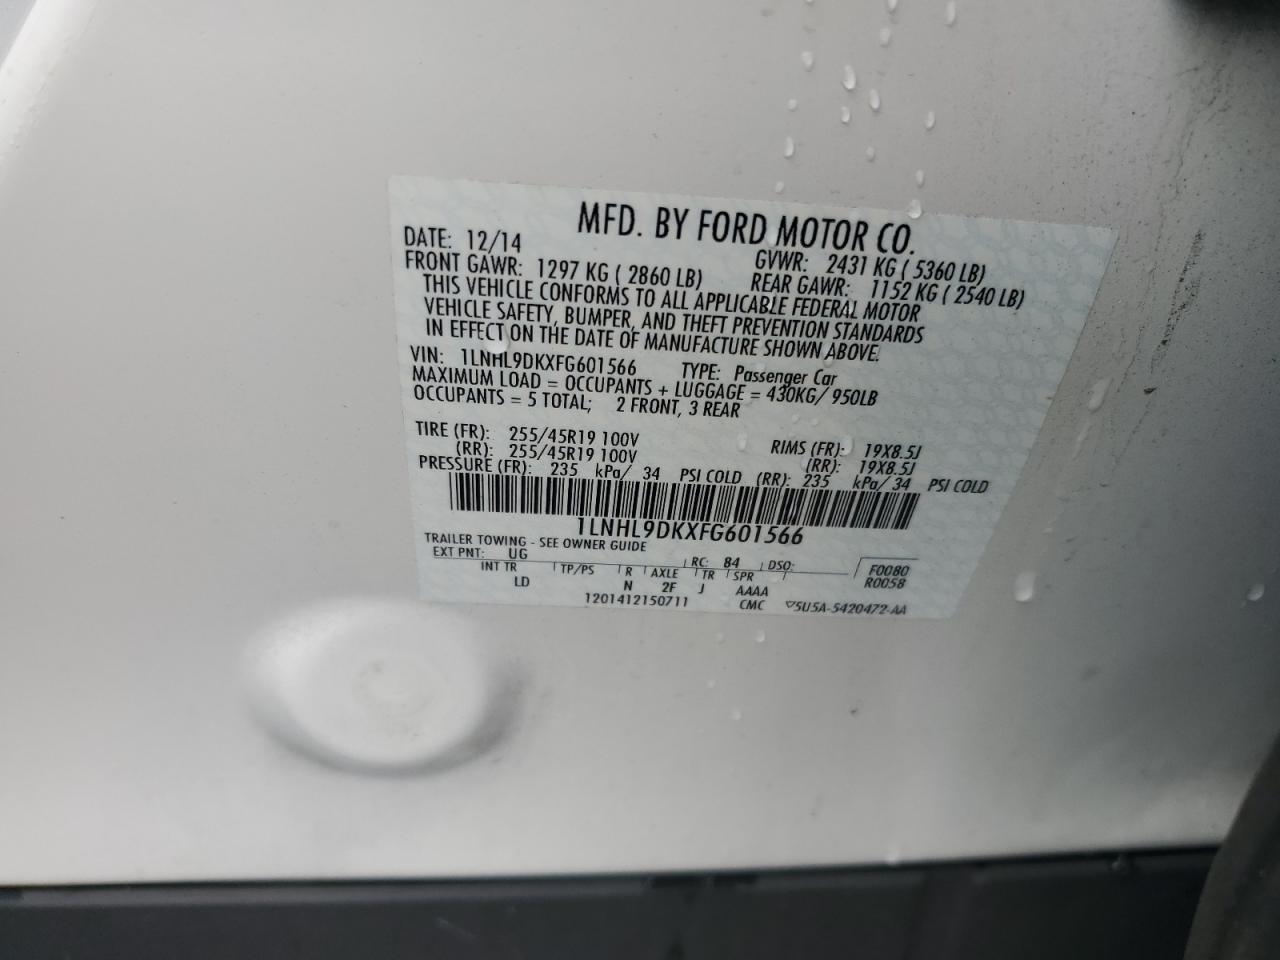 MFD. BY FORD MOTOR CO.
DATE: 12/14 GVWR: 2431 KG ( 5360 LB)
FRONT GAWR: 1297 KG ( 2860 LB) REAR GAWR: 1152 KG ( 2540 LB)
THIS VEHICLE CONFORMS TO ALL APPLICABLE FEDERAL MOTOR
VEHICLE SAFETY, BUMPER, AND THEFT PREVENTION STANDARDS
IN EFFECT ON THE DATE OF MANUFACTURE SHOWN ABOVE.
VIN: 1LNHL9DKXFG601566 TYPE: Passenger Car
MAXIMUM LOAD = OCCUPANTS + LUGGAGE = 430KG/ 950LB
OCCUPANTS = 5 TOTAL; 2 FRONT, 3 REAR
TIRE (FR): 255/45R19 100V RIMS (FR): 19X8.5J
(RR): 255/45R19 100V (RR): 19X8.5J
PRESSURE (FR): 235 kPa/ 34 PSI COLD (RR): 235 kPa/ 34 PSI COLD
1LNHL9DKXFG601566
TRAILER TOWING - SEE OWNER GUIDE
EXT PNT: UG RC: 84 DSO: F0080
INT TR TP/PS R AXLE TR SPR R0058
LD N 2F J AAAA
1201412150711 CMC ▽5U5A-5420472-AA